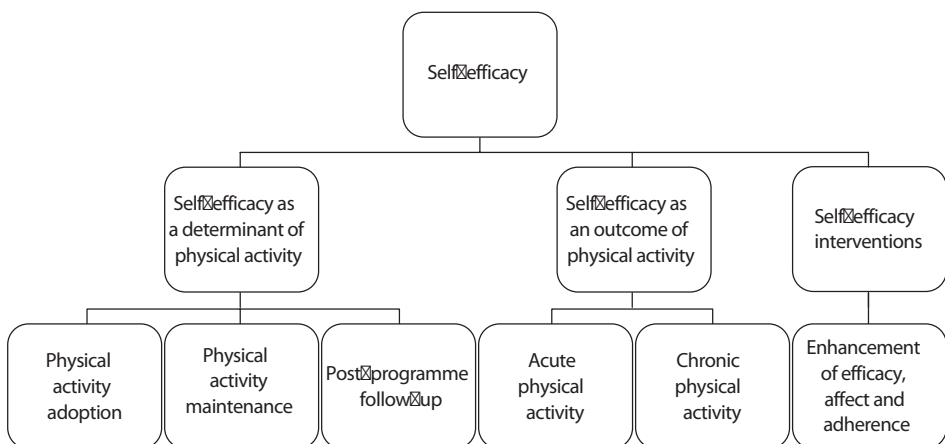 Self☒efficacy
Self☒efficacy as
a determinant of
physical activity
Self☒efficacy as
an outcome of
physical activity
Self☒efficacy
interventions
Physical
activity
adoption
Physical
activity
maintenance
Post☒programme
follow☒up
Acute
physical
activity
Chronic
physical
activity
Enhancement
of efficacy,
affect and
adherence